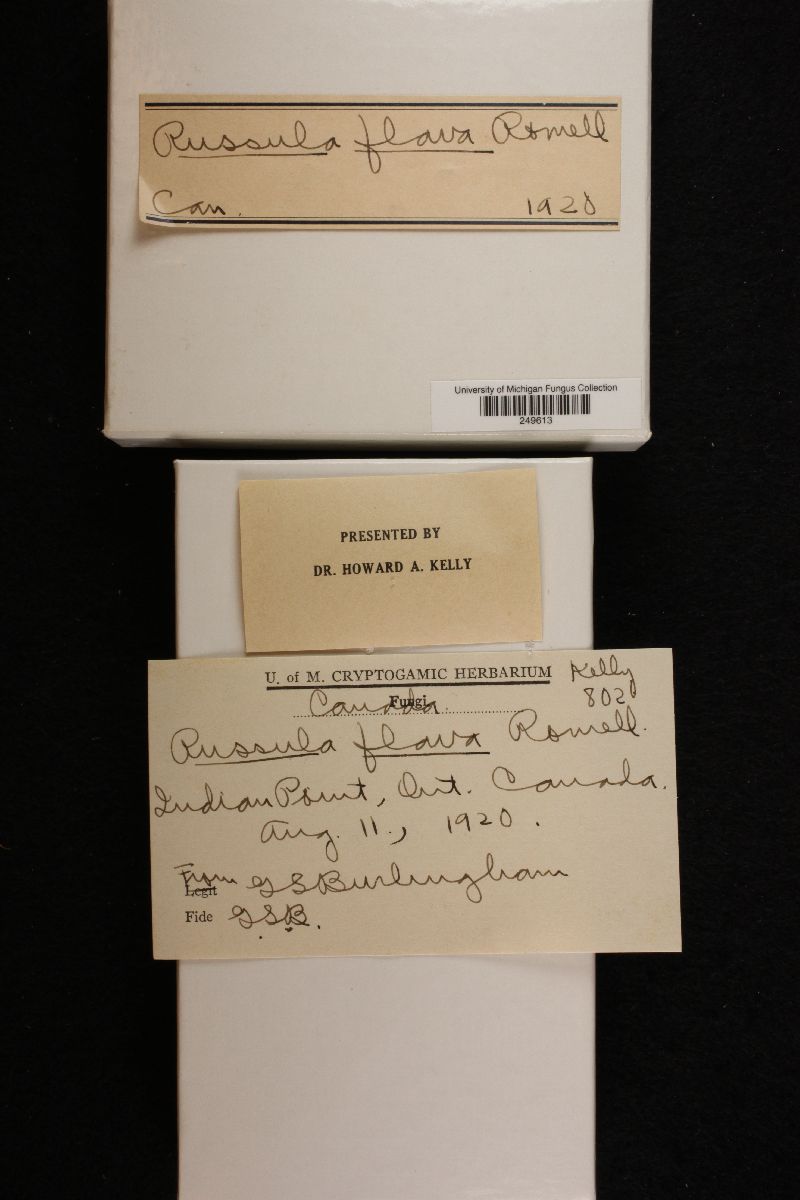 Russula flava Romell
Can. 1920
University of Michigan Fungus Collection
249613
PRESENTED BY
DR. HOWARD A. KELLY
U. of M. CRYPTOGAMIC HERBARIUM Kelly
802
Fungi
Canada
Russula flava Romell.
Indian Point, Ont. Canada.
Aug. 11., 1920.
From
Legit G S Burlingham
Fide G.S.B.